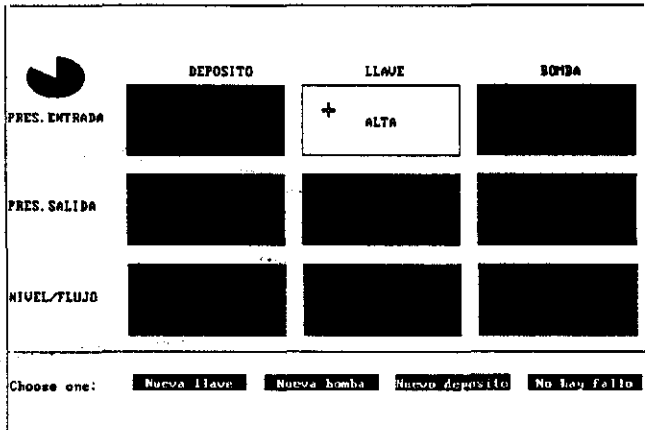 DEPOSITO LLAVE BOMBA
PRES. ENTRADA
ALTA
PRES. SALIDA
NIVEL/FLUJO
Choose one: Nueva llave Nueva bomba Nuevo deposito No hay fallo